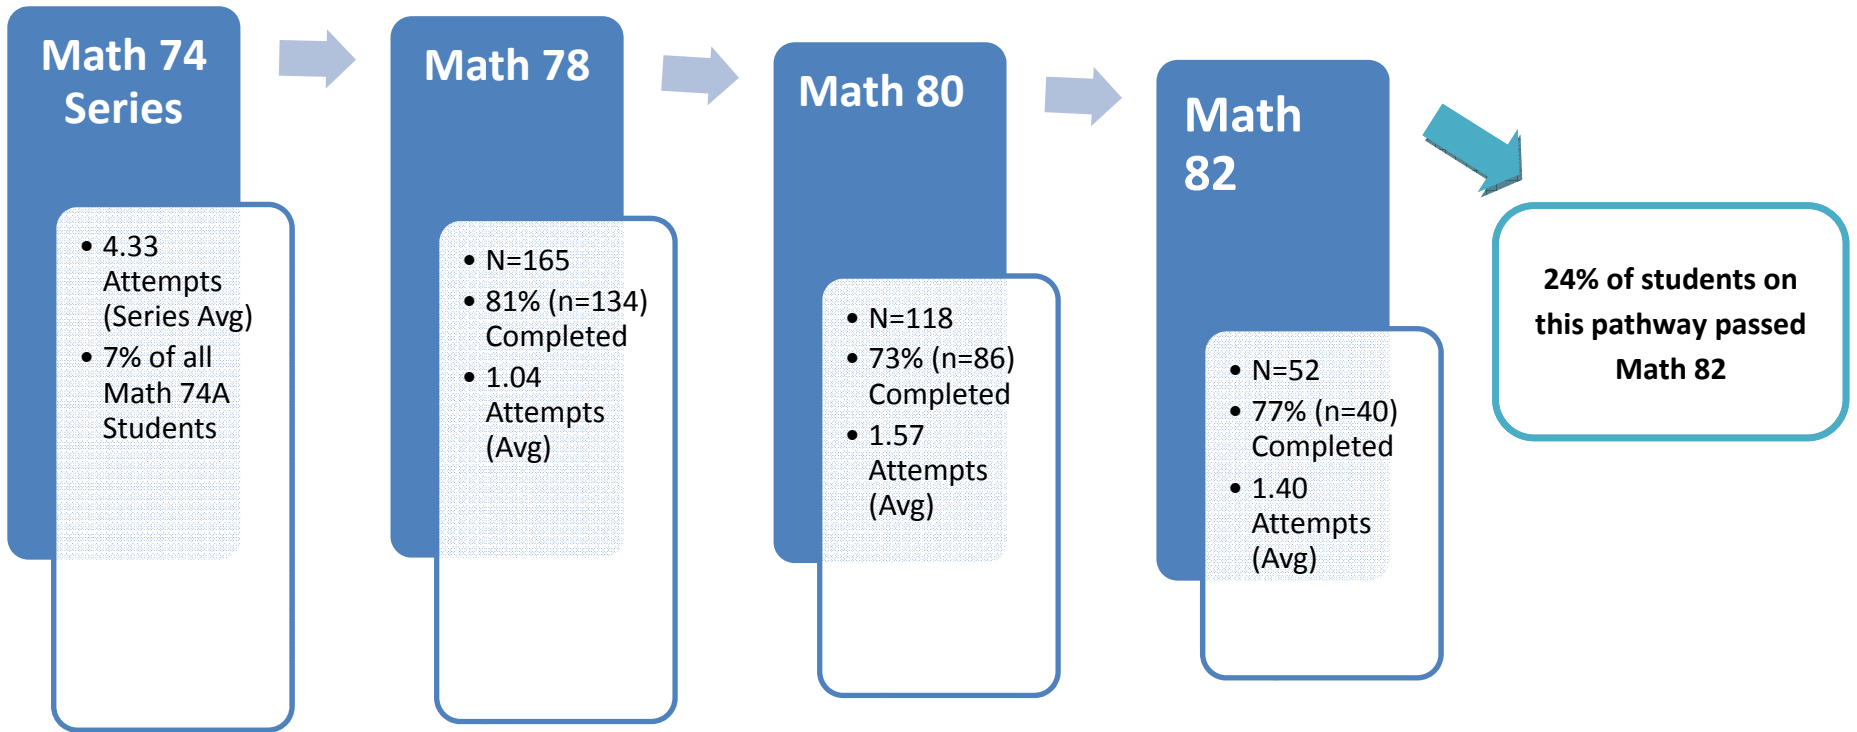 Math 74
Series
• 4.33
Attempts
(Series Avg)
• 7% of all
Math 74A
Students
Math 78
• N=165
• 81% (n=134)
Completed
• 1.04
Attempts
(Avg)
Math 80
• N=118
• 73% (n=86)
Completed
• 1.57
Attempts
(Avg)
Math
82
• N=52
• 77% (n=40)
Completed
• 1.40
Attempts
(Avg)
24% of students on
this pathway passed
Math 82